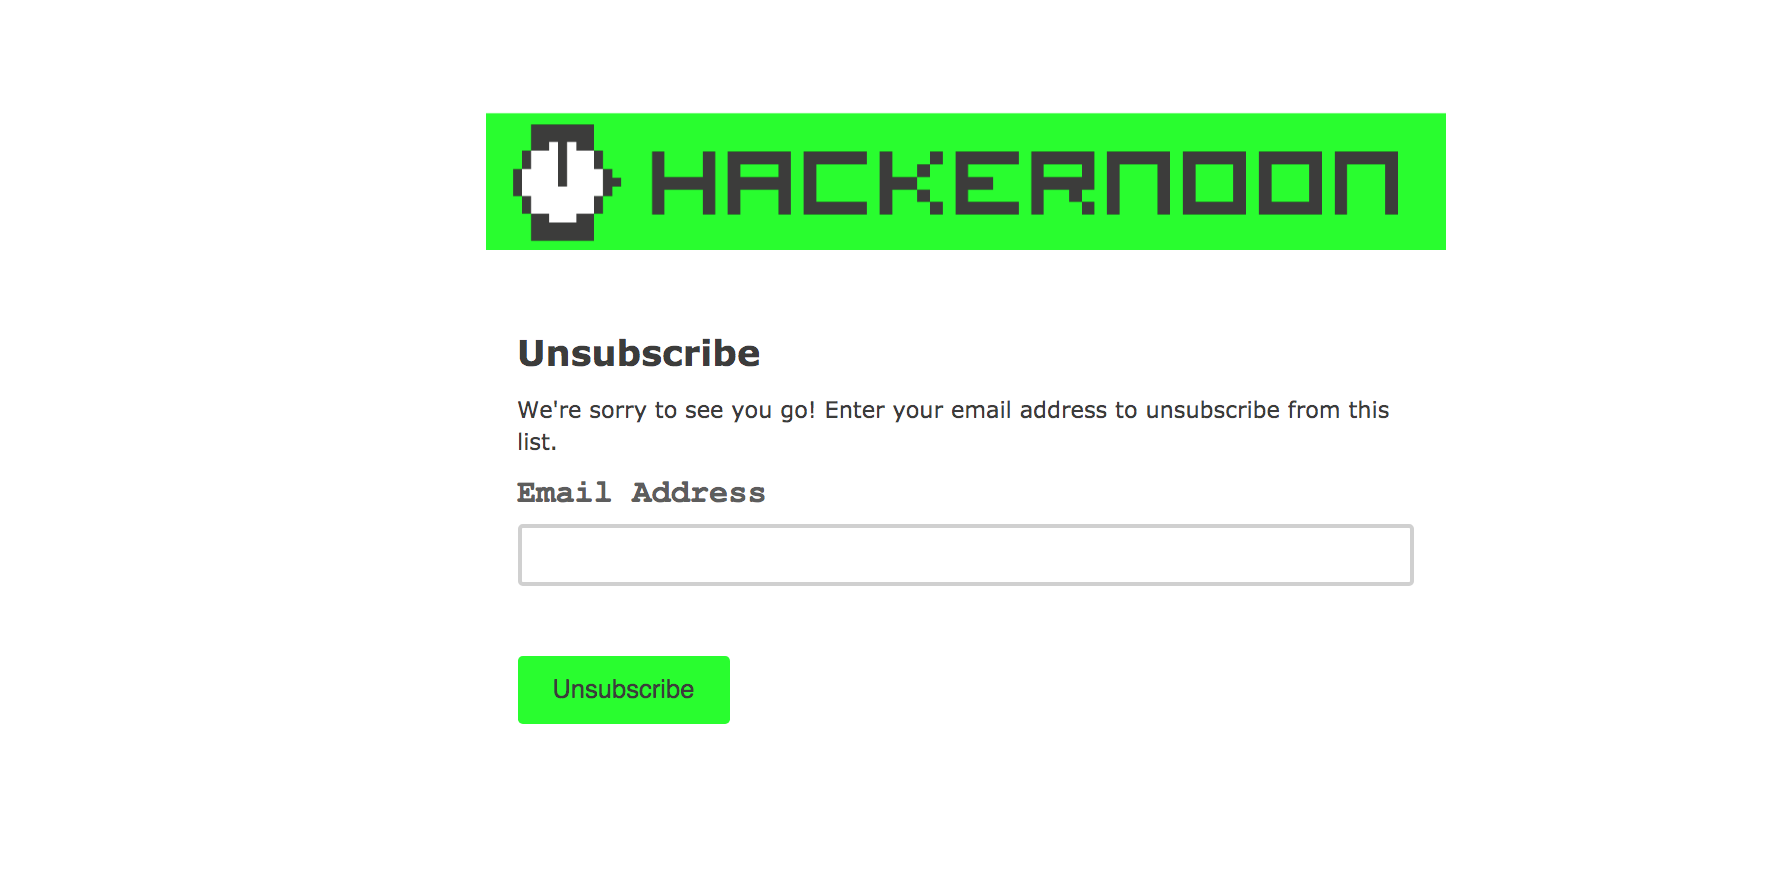 HACKERNOON
Unsubscribe
We're sorry to see you go! Enter your email address to unsubscribe from this
list.
Email Address
Unsubscribe